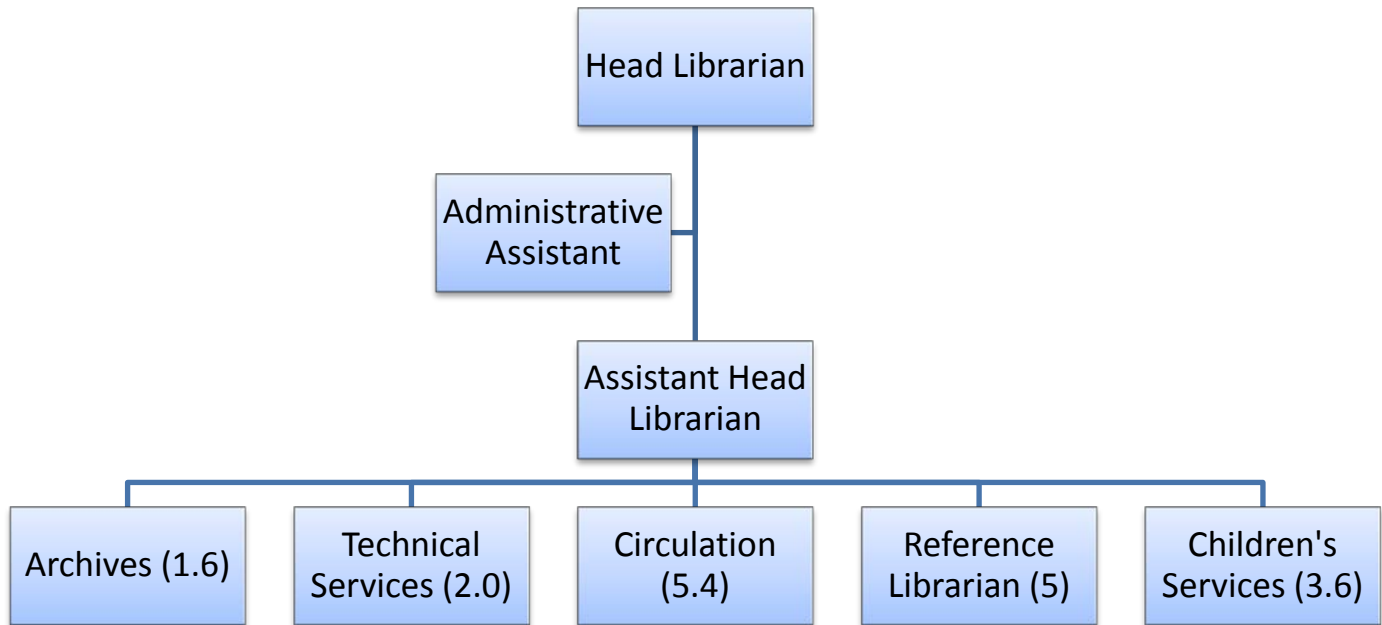 Head Librarian
Administrative
Assistant
Assistant Head
Librarian
Archives (1.6)
Technical
Services (2.0)
Circulation
(5.4)
Reference
Librarian (5)
Children's
Services (3.6)